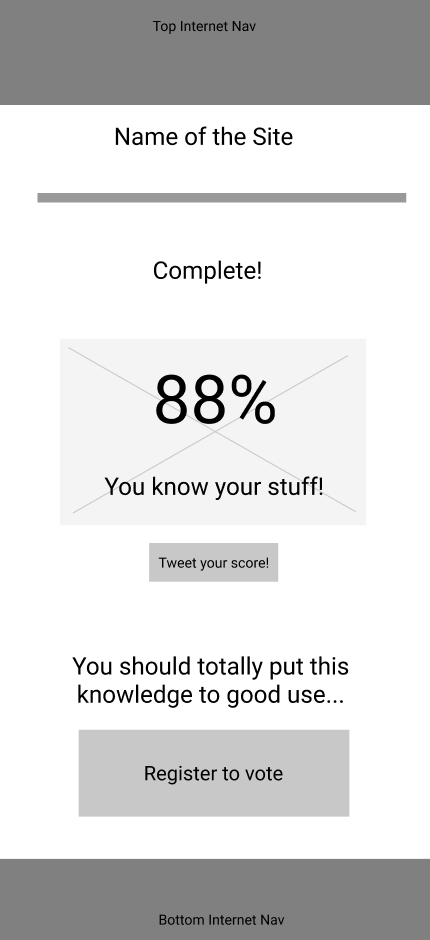 Top Internet Nav
Name of the Site
Complete!
88%
You know your stuff!
Tweet your score!
You should totally put this
knowledge to good use...
Register to vote
Bottom Internet Nav